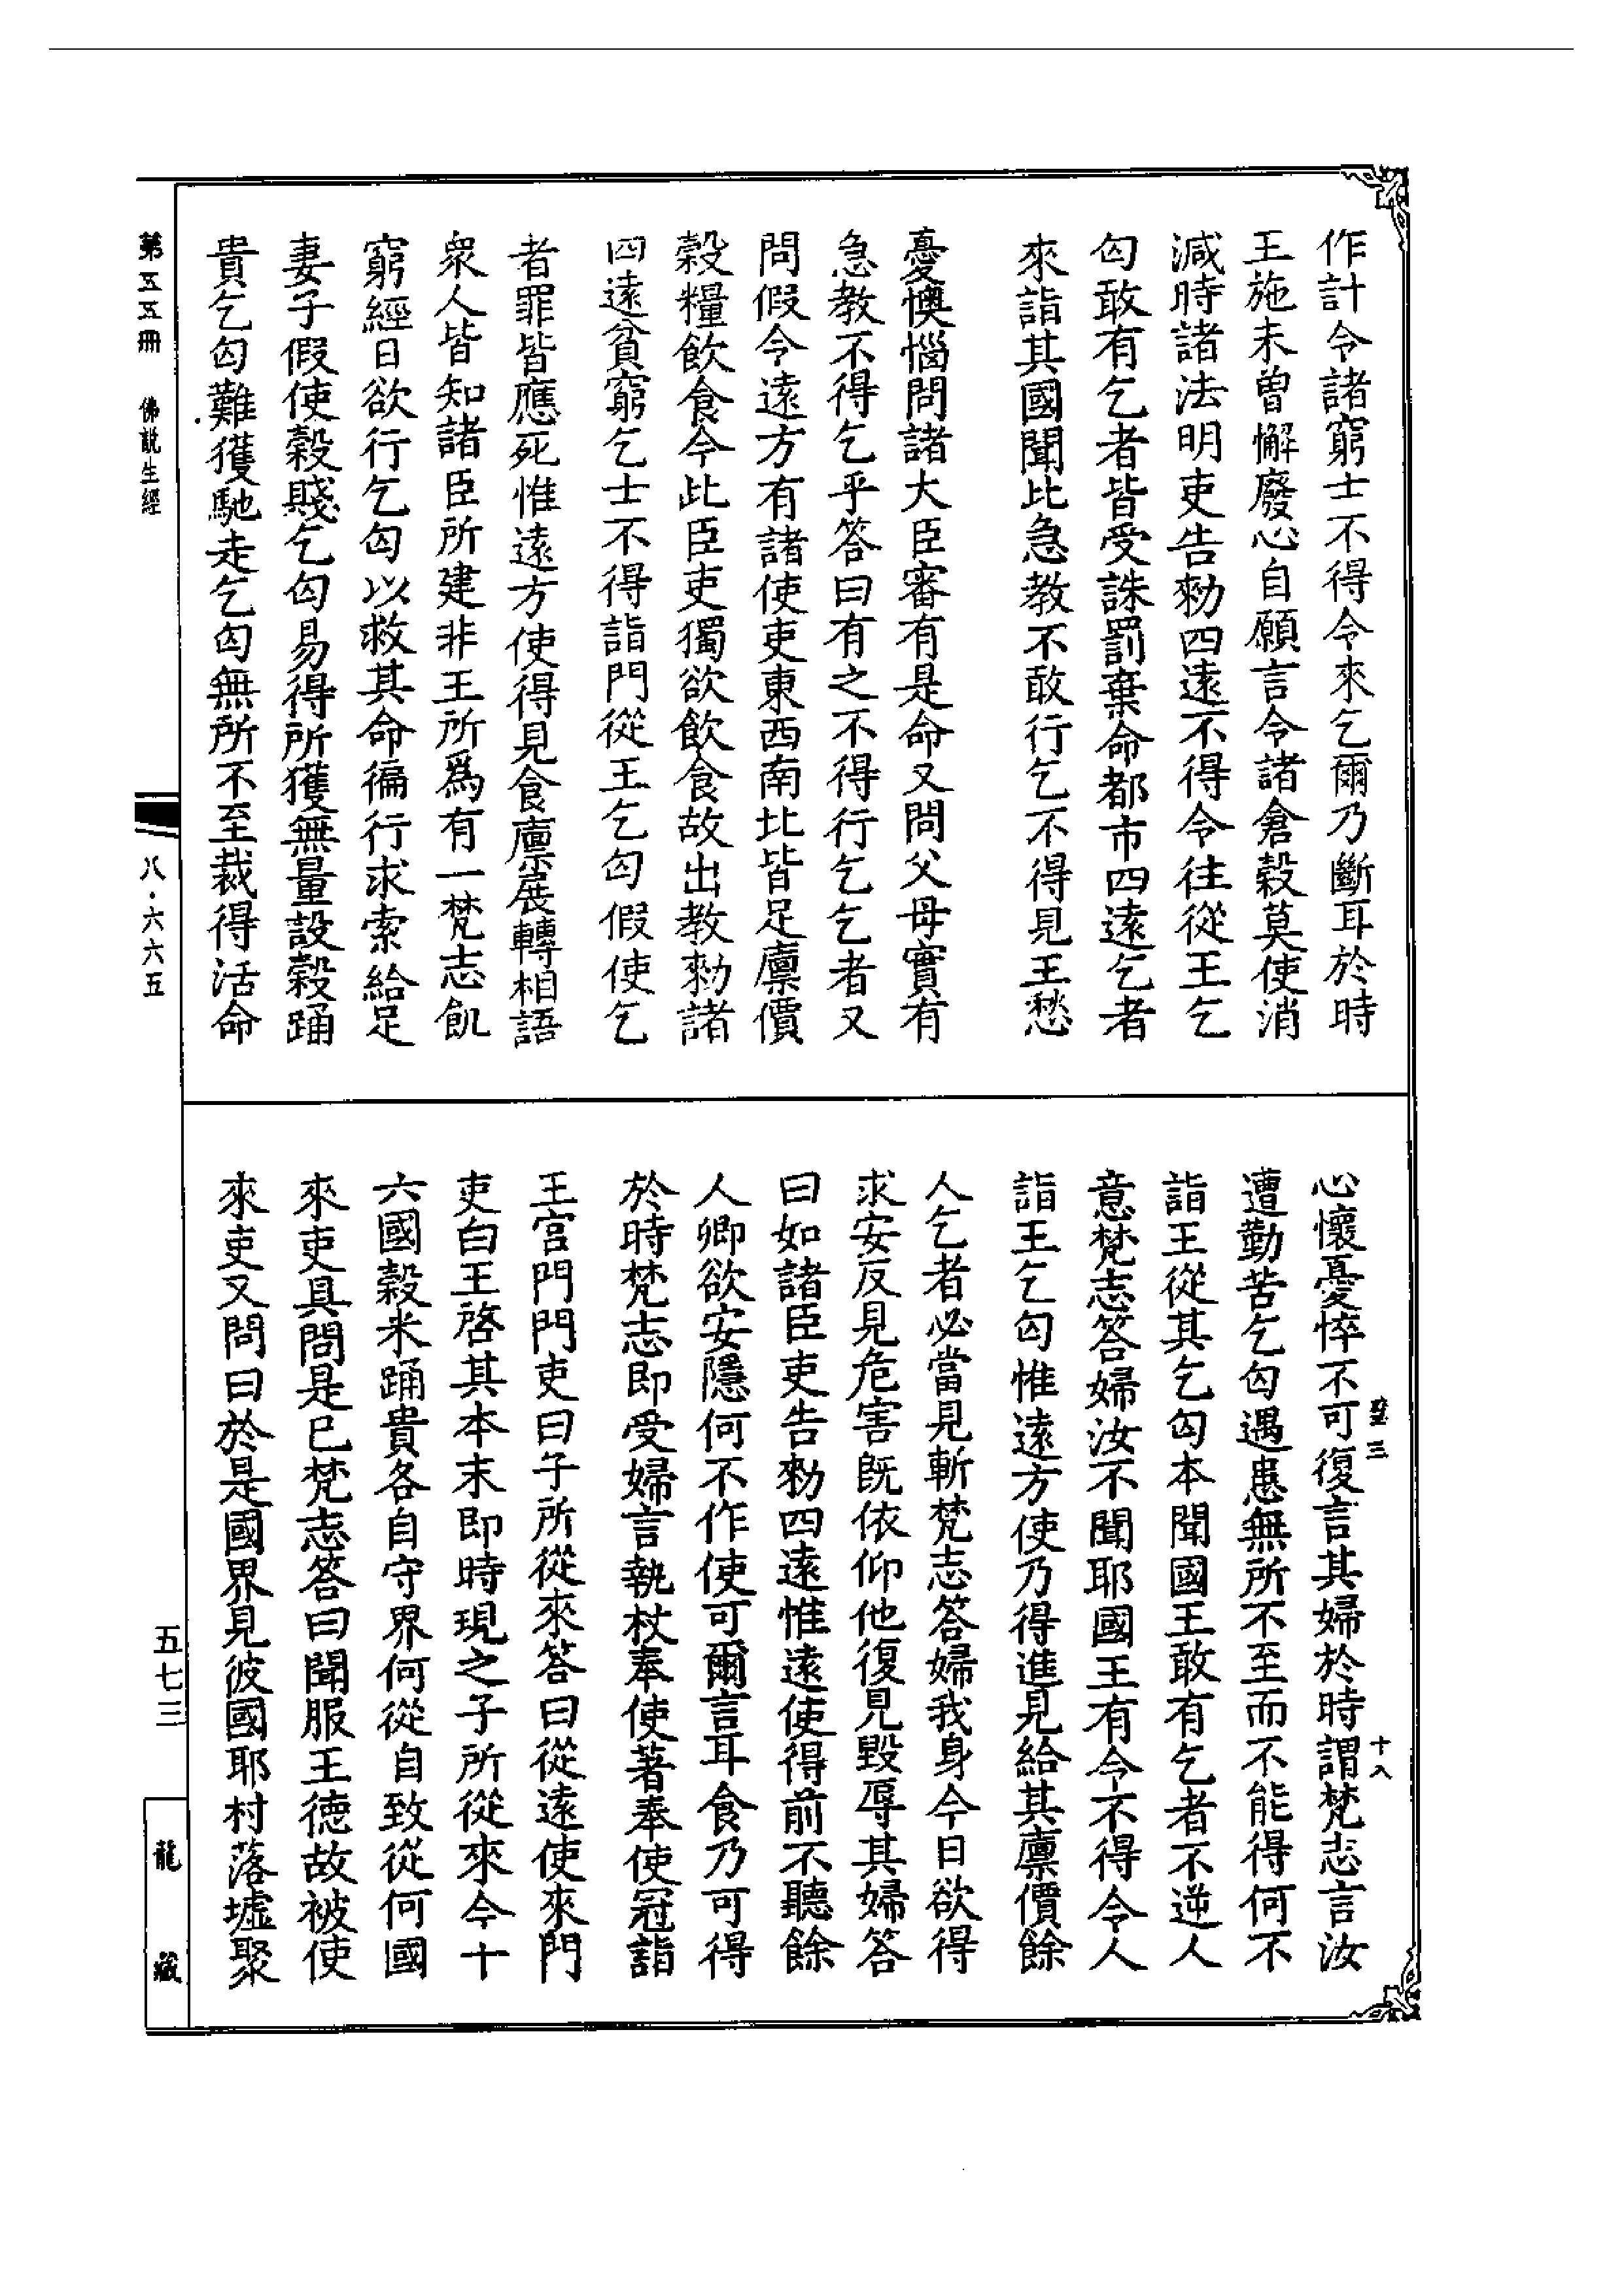 作計令諸窮士不得令來乞爾乃斷耳於時
王施未曾懈廢心自願言令諸倉穀莫使消
減時諸法明吏告勑四遠不得令往從王乞
匃敢有乞者皆受誅罰棄命都市四遠乞者
來詣其國聞比急教不敢行乞不得見王愁
憂懊惱問諸大臣審有是命又問父母實有
急教不得乞乎答曰有之不得行乞乞者又
問假令遠方有諸使吏東西南北皆足廩價
穀糧飲食今此臣吏獨欲飲食故出教勑諸
四遠貧窮乞士不得詣門從王乞匃假使乞
者罪皆應死惟遠方使得見食廩展轉相語
衆人皆知諸臣所建非王所為有一梵志飢
窮經日欲行乞匃以救其命徧行求索給足
妻子假使穀賤乞匃易得所獲無量設穀踊
貴乞匃難獲馳走乞匃無所不至裁得活命
心懷憂悴不可復言其婦於時謂梵志言汝
遭勤苦乞匃遇患無所不至而不能得何不
詣王從其乞匃本聞國王敢有乞者不逆人
意梵志答婦汝不聞耶國王有令不得令人
詣王乞匃惟遠方使乃得進見給其廩價餘
人乞者必當見斬梵志答婦我身今日欲得
求安反見危害既依仰他復見毀辱其婦答
曰如諸臣吏告勑四遠惟遠使得前不聽餘
人卿欲安隱何不作使可爾言耳食乃可得
於時梵志即受婦言執杖奉使著奉使冠詣
王宮門門吏曰子所從來答曰從遠使來門
吏白王啓其本末即時現之子所從來今十
六國穀米踊貴各自守界何從自致從何國
來吏具問是已梵志答曰聞服王德故被使
來吏又問曰於是國界見彼國耶村落墟聚
三
十八
第五五冊
佛說生經
八·六六五
五七三
龍藏